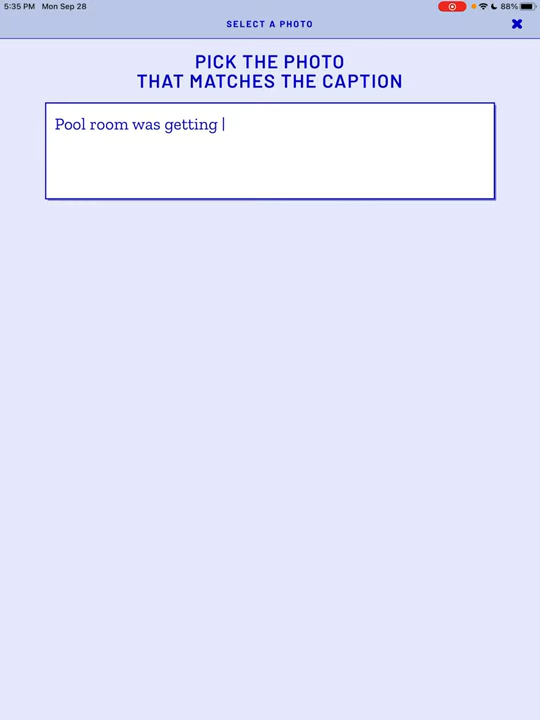 5:35 PM Mon Sep 28 88%
SELECT A PHOTO
PICK THE PHOTO
THAT MATCHES THE CAPTION
Pool room was getting